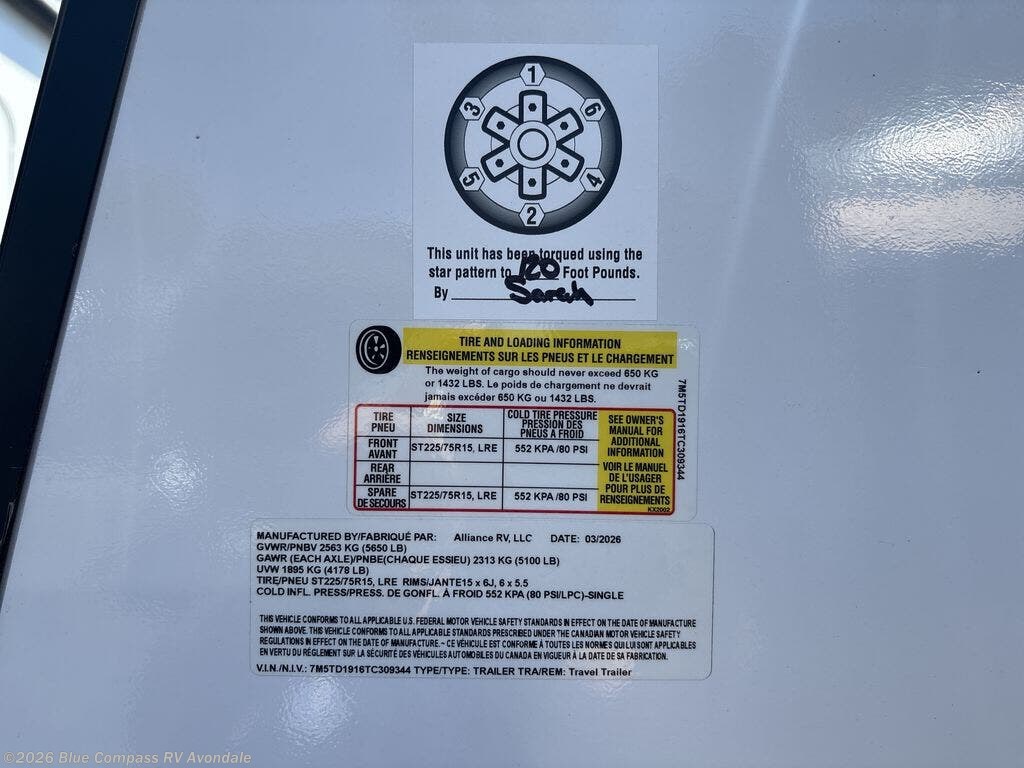 1
6
3
4
5
2
This unit has been torqued using the
star pattern to 120 Foot Pounds.
By Sarah
TIRE AND LOADING INFORMATION
RENSEIGNEMENTS SUR LES PNEUS ET LE CHARGEMENT
The weight of cargo should never exceed 650 KG
or 1432 LBS. Le poids de chargement ne devrait
jamais excéder 650 KG ou 1432 LBS.
TIRE SIZE COLD TIRE PRESSURE SEE OWNER'S
PNEU DIMENSIONS PRESSION DES MANUAL FOR
PNEUS A FROID ADDITIONAL
FRONT ST225/75R15, LRE 552 KPA /80 PSI INFORMATION
AVANT
REAR VOIR LE MANUEL
ARRIÈRE DE L'USAGER
SPARE ST225/75R15, LRE 552 KPA /80 PSI POUR PLUS DE
DE SECOURS RENSEIGNEMENTS
KX2002
7M5TD1916TC309344
MANUFACTURED BY/FABRIQUÉ PAR: Alliance RV, LLC DATE: 03/2026
GVWR/PNBV 2563 KG (5650 LB)
GAWR (EACH AXLE)/PNBE(CHAQUE ESSIEU) 2313 KG (5100 LB)
UVW 1895 KG (4178 LB)
TIRE/PNEU ST225/75R15, LRE RIMS/JANTE15 x 6J, 6 x 5.5
COLD INFL. PRESS/PRESS. DE GONFL. À FROID 552 KPA (80 PSI/LPC)-SINGLE
THIS VEHICLE CONFORMS TO ALL APPLICABLE U.S. FEDERAL MOTOR VEHICLE SAFETY STANDARDS IN EFFECT ON THE DATE OF MANUFACTURE
SHOWN ABOVE. THIS VEHICLE CONFORMS TO ALL APPLICABLE STANDARDS PRESCRIBED UNDER THE CANADIAN MOTOR VEHICLE SAFETY
REGULATIONS IN EFFECT ON THE DATE OF MANUFACTURE.~ CE VÉHICULE EST CONFORME À TOUTES LES NORMES QUI LUI SONT APPLICABLES
EN VERTU DU RÈGLEMENT SUR LA SÉCURITÉ DES VÉHICULES AUTOMOBILES DU CANADA EN VIGUEUR À LA DATE DE SA FABRICATION.
V.I.N./N.I.V.: 7M5TD1916TC309344 TYPE/TYPE: TRAILER TRA/REM: Travel Trailer
©2026 Blue Compass RV Avondale